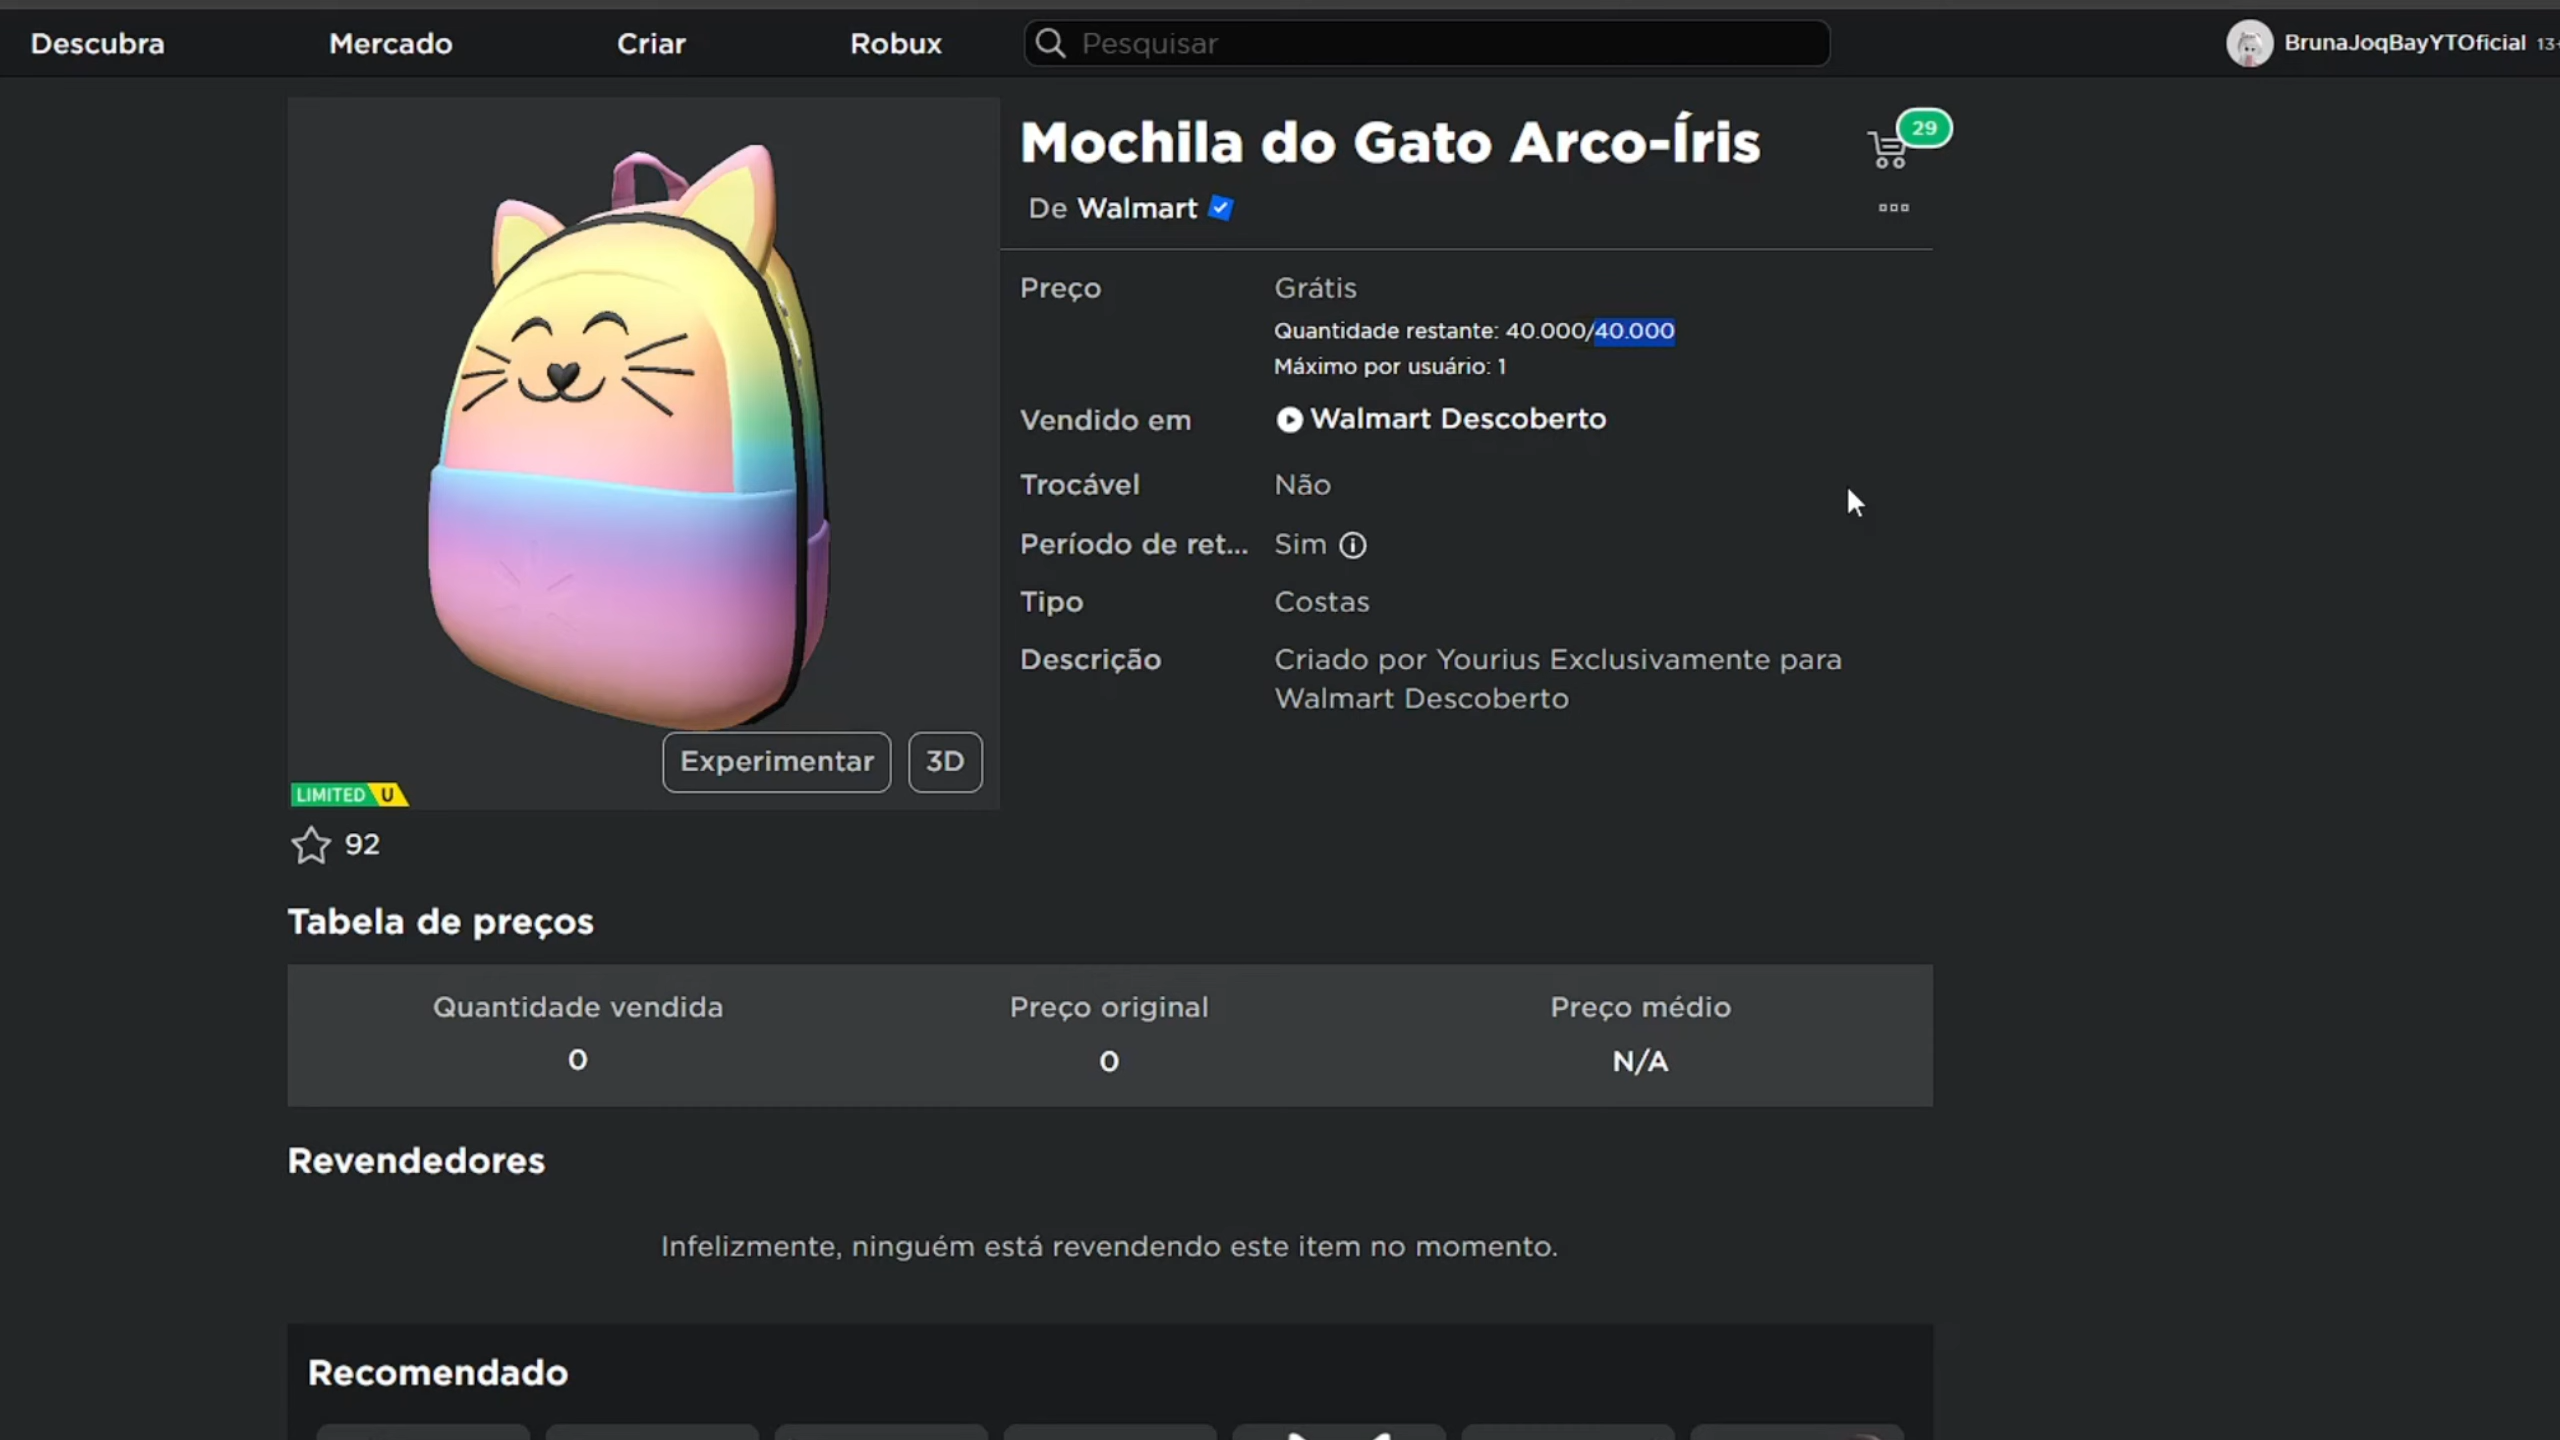 Descubra Mercado Criar Robux Pesquisar BrunaJoqBayYTOficial 13+
Mochila do Gato Arco-Íris 29
De Walmart
Preço Grátis
Quantidade restante: 40.000/40.000
Máximo por usuário: 1
Vendido em Walmart Descoberto
Trocável Não
Período de ret... Sim
Tipo Costas
Descrição Criado por Yourius Exclusivamente para
Walmart Descoberto
Experimentar 3D
LIMITED U
92
Tabela de preços
Quantidade vendida Preço original Preço médio
0 0 N/A
Revendedores
Infelizmente, ninguém está revendendo este item no momento.
Recomendado